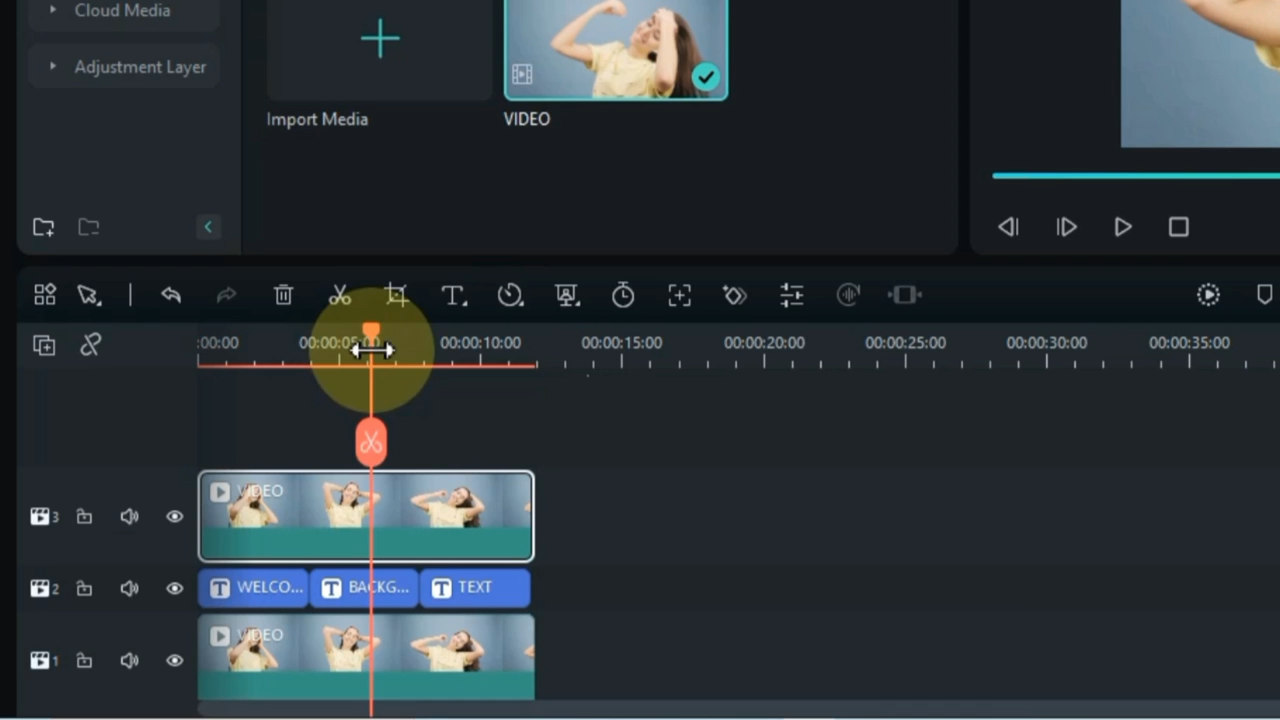 Cloud Media
Adjustment Layer
Import Media
VIDEO
:00:00
00:00:05:00
00:00:10:00
00:00:15:00
00:00:20:00
00:00:25:00
00:00:30:00
00:00:35:00
3
VIDEO
2
WELCO...
BACKG...
TEXT
1
VIDEO